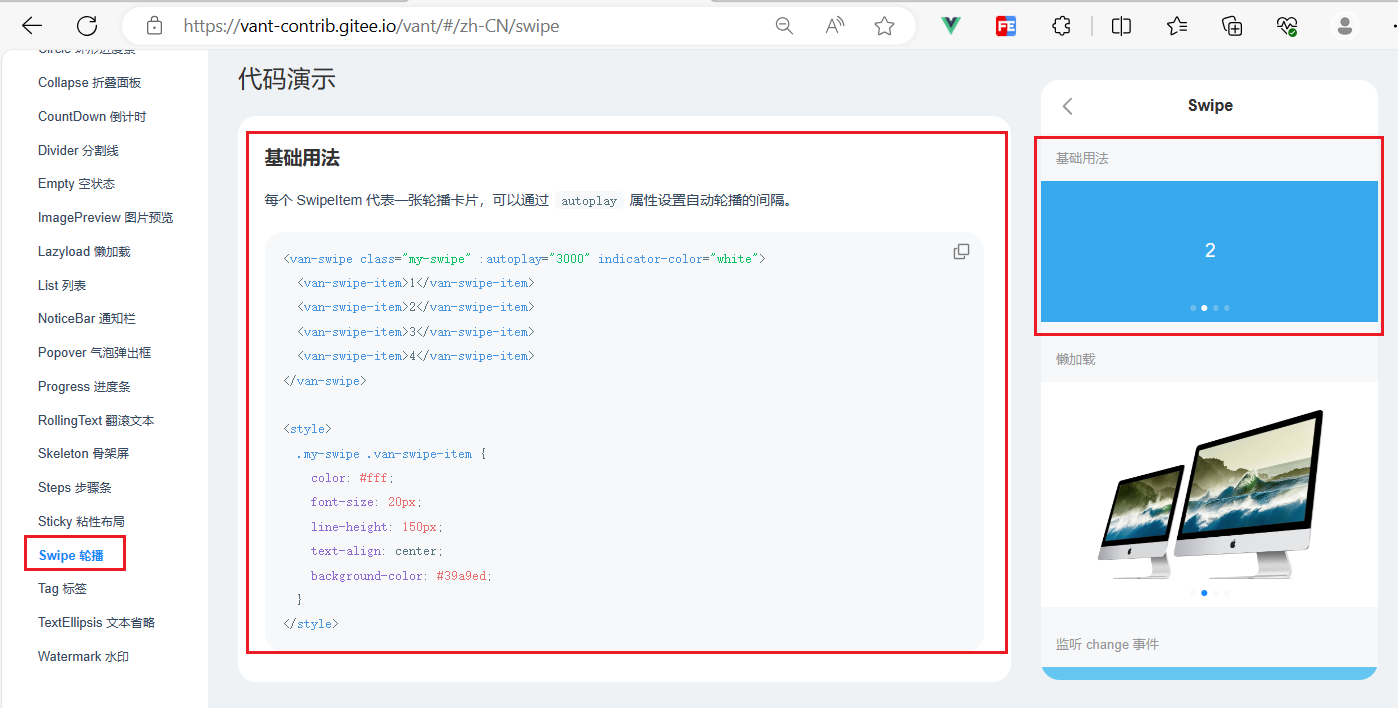 https://vant-contrib.gitee.io/vant/#/zh-CN/swipe
Circle 环形进度条
Collapse 折叠面板
CountDown 倒计时
Divider 分割线
Empty 空状态
ImagePreview 图片预览
Lazyload 懒加载
List 列表
NoticeBar 通知栏
Popover 气泡弹出框
Progress 进度条
RollingText 翻滚文本
Skeleton 骨架屏
Steps 步骤条
Sticky 粘性布局
Swipe 轮播
Tag 标签
TextEllipsis 文本省略
Watermark 水印
代码演示
基础用法
每个 SwipeItem 代表一张轮播卡片，可以通过 autoplay 属性设置自动轮播的间隔。
<van-swipe class="my-swipe" :autoplay="3000" indicator-color="white">
  <van-swipe-item>1</van-swipe-item>
  <van-swipe-item>2</van-swipe-item>
  <van-swipe-item>3</van-swipe-item>
  <van-swipe-item>4</van-swipe-item>
</van-swipe>
<style>
  .my-swipe .van-swipe-item {
    color: #fff;
    font-size: 20px;
    line-height: 150px;
    text-align: center;
    background-color: #39a9ed;
  }
</style>
Swipe
基础用法
2
懒加载
监听 change 事件